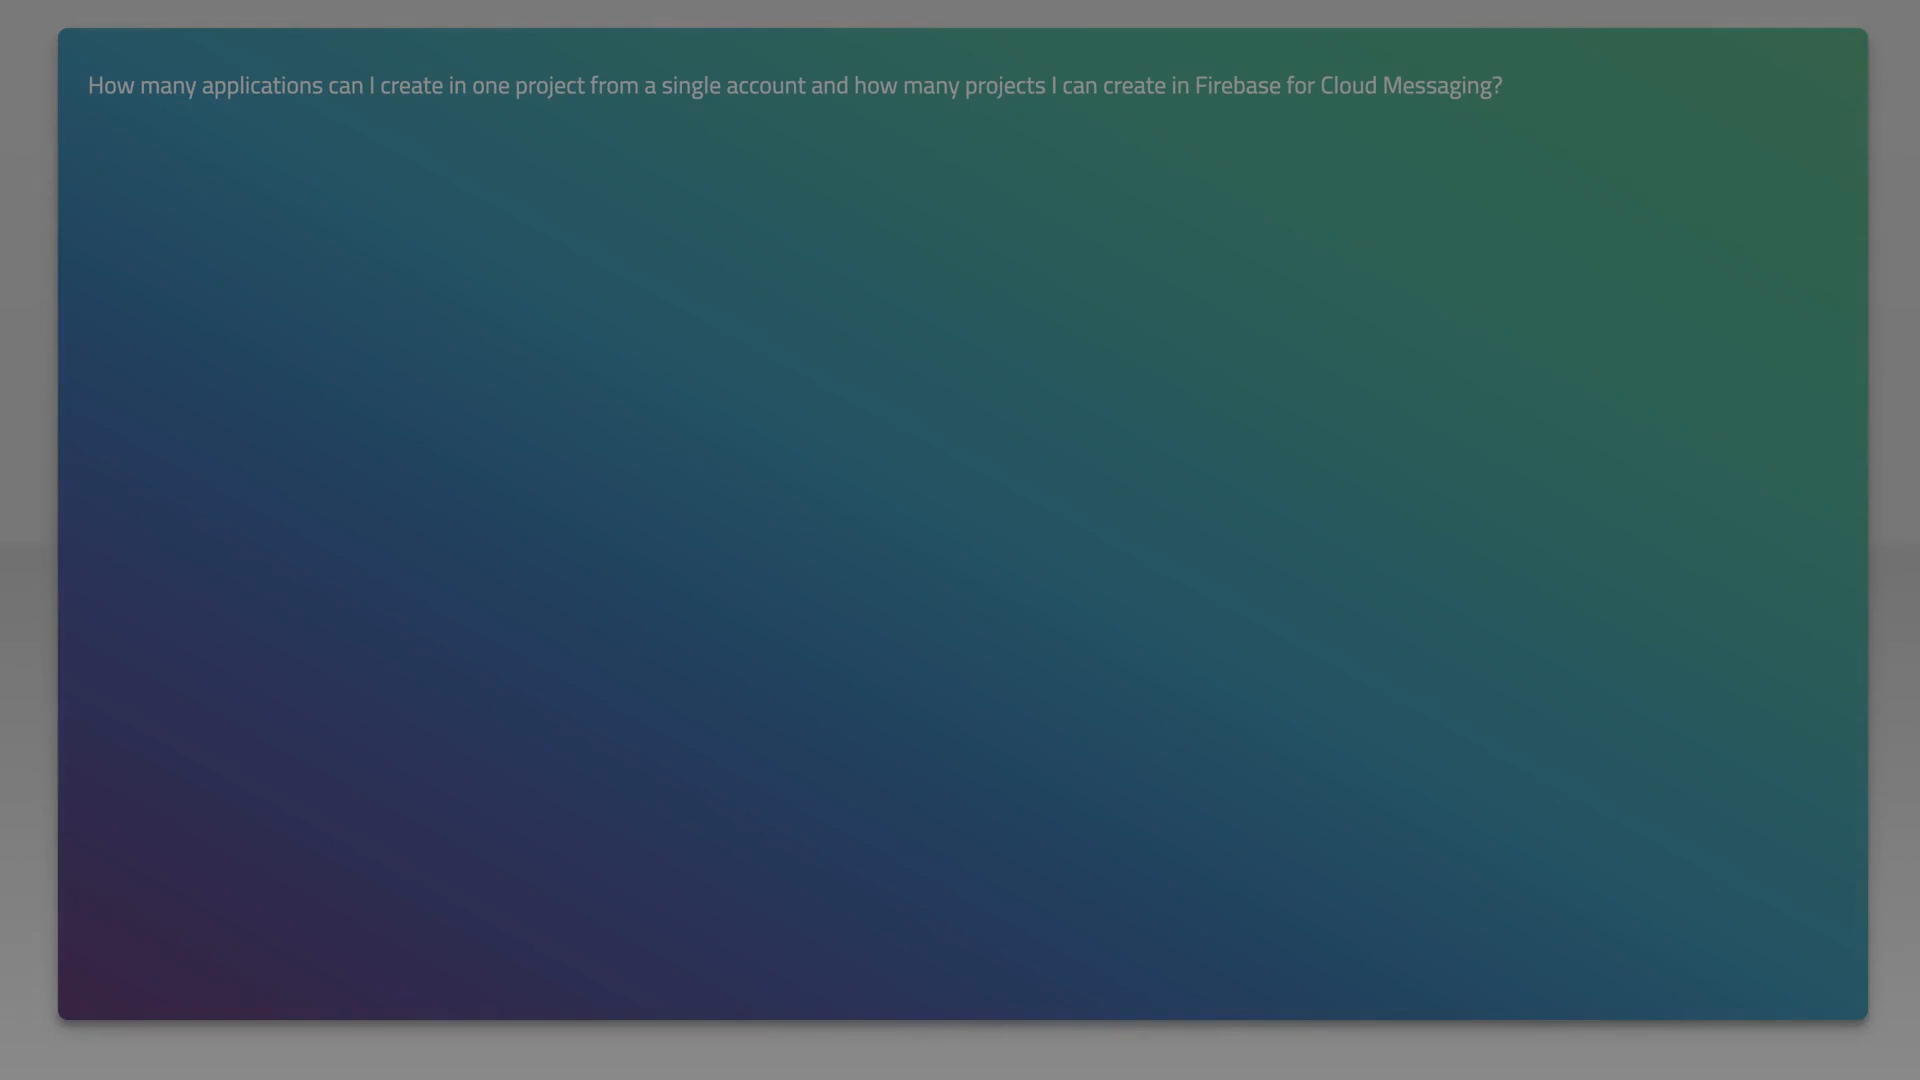 How many applications can I create in one project from a single account and how many projects I can create in Firebase for Cloud Messaging?